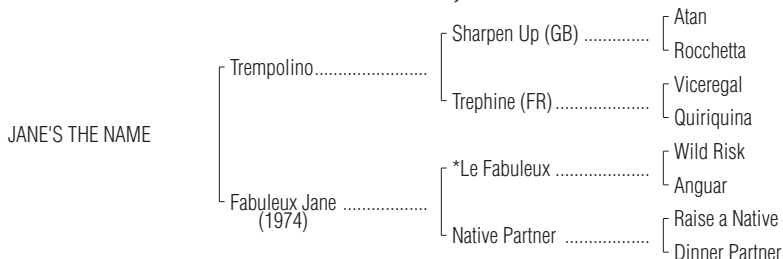 Atan
Sharpen Up (GB) ..............
Rocchetta
Trempolino........................
Viceregal
Trephine (FR)....................
Quiriquina
JANE'S THE NAME
Wild Risk
*Le Fabuleux ....................
Anguar
Fabuleux Jane ..................
(1974)
Raise a Native
Native Partner ..................
Dinner Partner